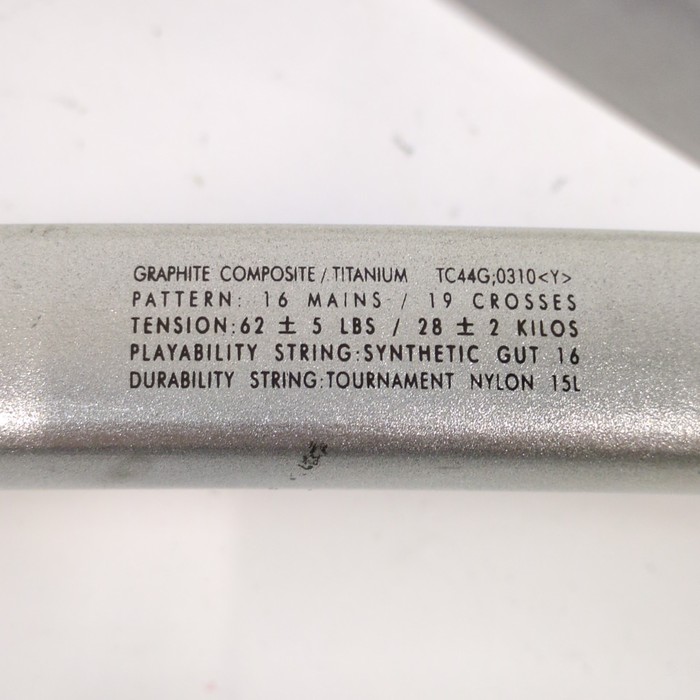 GRAPHITE COMPOSITE / TITANIUM TC44G;0310<Y>
PATTERN: 16 MAINS / 19 CROSSES
TENSION:62 ± 5 LBS / 28 ± 2 KILOS
PLAYABILITY STRING:SYNTHETIC GUT 16
DURABILITY STRING:TOURNAMENT NYLON 15L